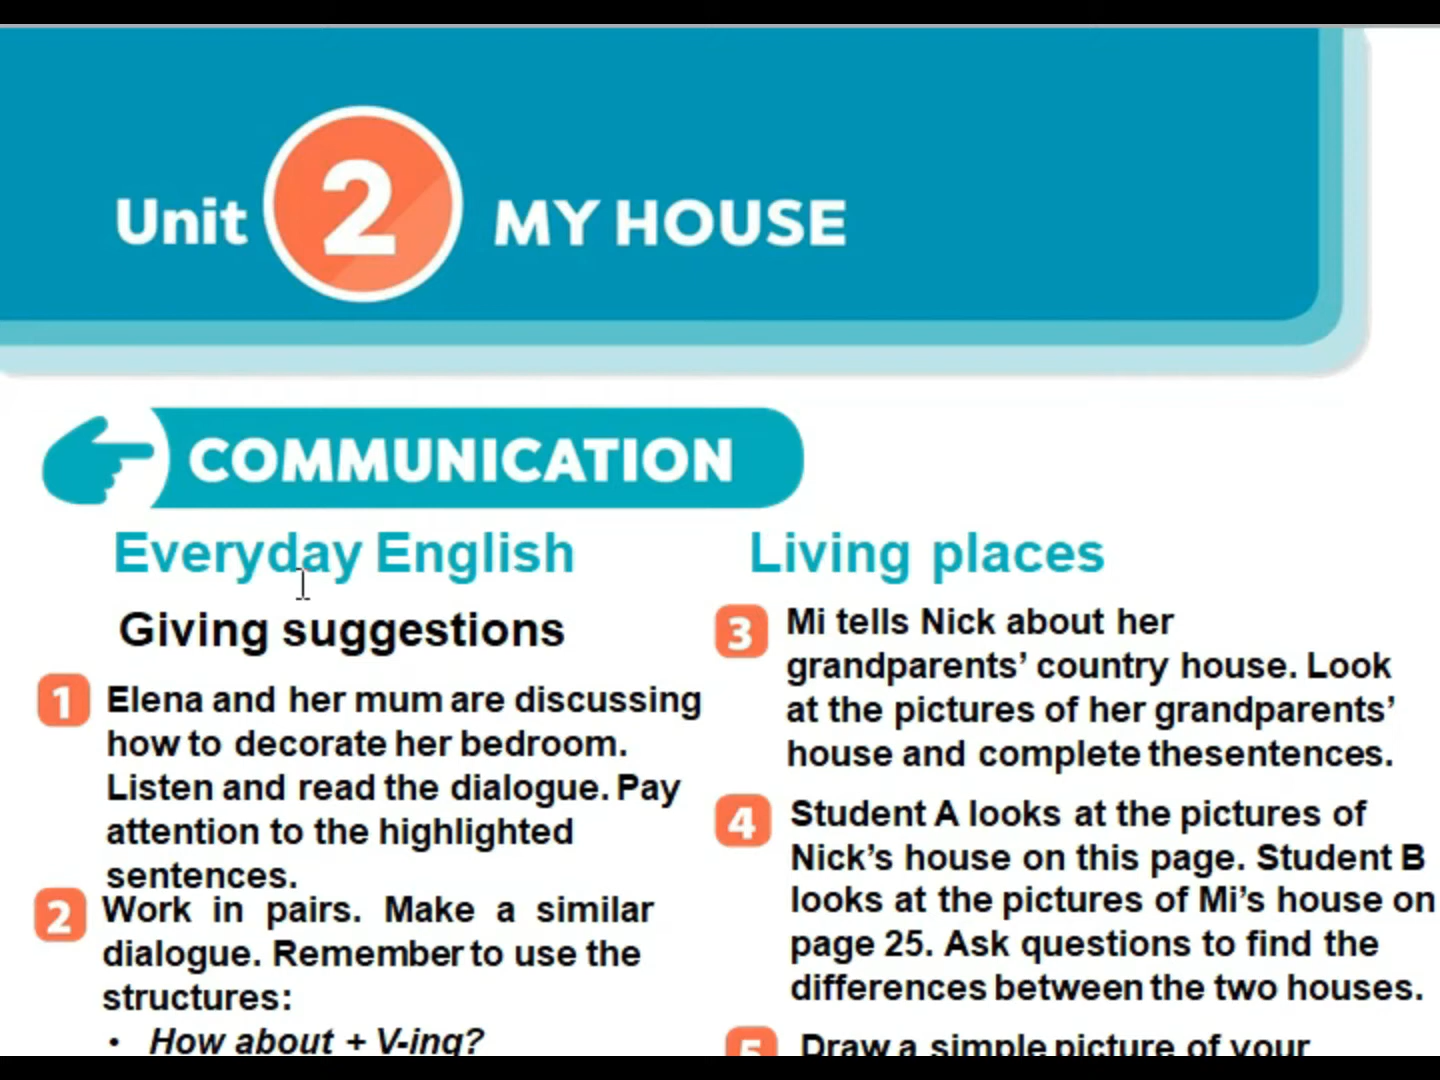 Unit 2 MY HOUSE
COMMUNICATION
Everyday English
Giving suggestions
1 Elena and her mum are discussing
how to decorate her bedroom.
Listen and read the dialogue. Pay
attention to the highlighted
sentences.
2 Work in pairs. Make a similar
dialogue. Remember to use the
structures:
• How about + V-ing?
Living places
3 Mi tells Nick about her
grandparents’ country house. Look
at the pictures of her grandparents’
house and complete thesentences.
4 Student A looks at the pictures of
Nick’s house on this page. Student B
looks at the pictures of Mi’s house on
page 25. Ask questions to find the
differences between the two houses.
5 Draw a simple picture of your